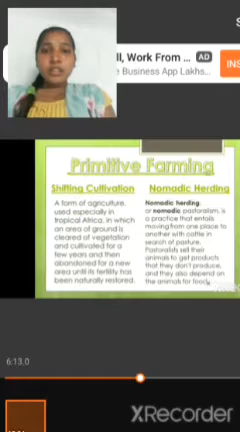 S
ll, Work From ... AD
e Business App Lakhs...
INS
Primitive Farming
Shifting Cultivation
A form of agriculture,
used especially in
tropical Africa, in which
an area of ground is
cleared of vegetation
and cultivated for a
few years and then
abandoned for a new
area until its fertility has
been naturally restored.
Nomadic Herding
Nomadic herding
or nomadic pastoralism, is
a practice that entails
moving from one place to
another with cattle in
search of pasture.
Pastoralists sell their
animals to get products
that they don't produce,
and they also depend on
the animals for food.
6:13.0
XRecorder